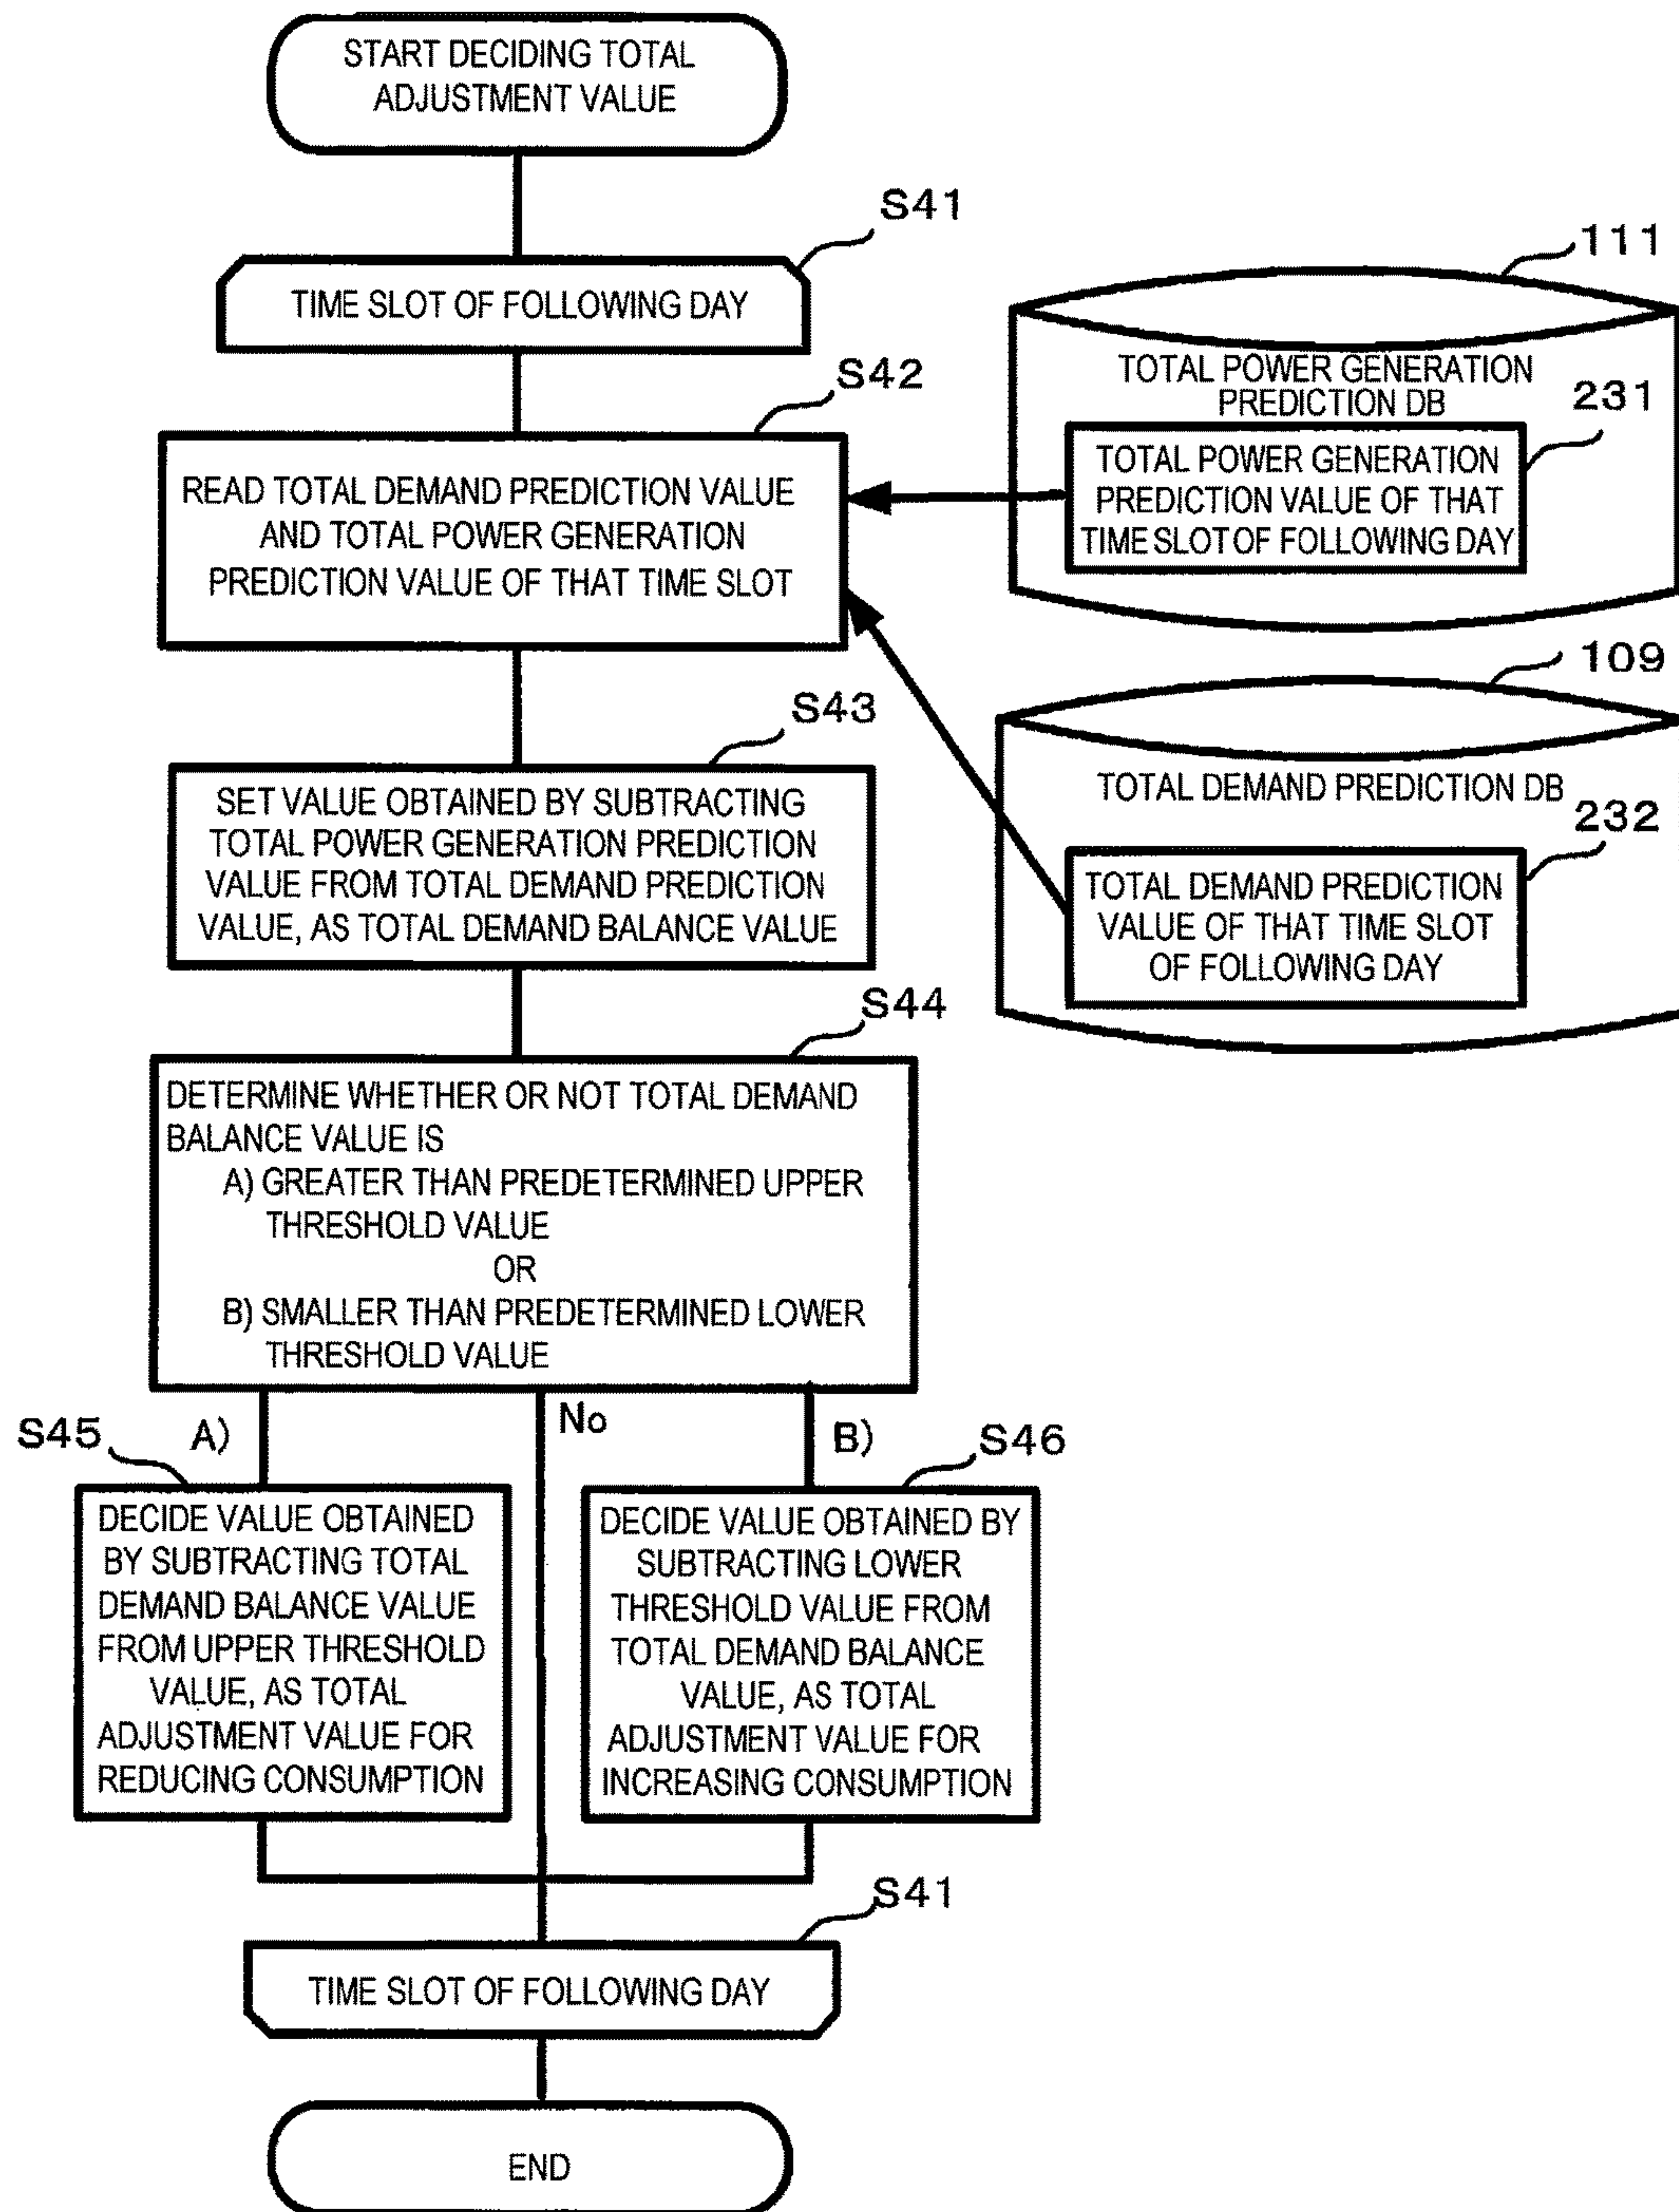 START DECIDING TOTAL
ADJUSTMENT VALUE
S41
TIME SLOT OF FOLLOWING DAY
111
TOTAL POWER GENERATION
PREDICTION DB
231
TOTAL POWER GENERATION
PREDICTION VALUE OF THAT
TIME SLOT OF FOLLOWING DAY
S42
READ TOTAL DEMAND PREDICTION VALUE
AND TOTAL POWER GENERATION
PREDICTION VALUE OF THAT TIME SLOT
109
TOTAL DEMAND PREDICTION DB
232
TOTAL DEMAND PREDICTION
VALUE OF THAT TIME SLOT
OF FOLLOWING DAY
S43
SET VALUE OBTAINED BY SUBTRACTING
TOTAL POWER GENERATION PREDICTION
VALUE FROM TOTAL DEMAND PREDICTION
VALUE, AS TOTAL DEMAND BALANCE VALUE
S44
DETERMINE WHETHER OR NOT TOTAL DEMAND
BALANCE VALUE IS
A) GREATER THAN PREDETERMINED UPPER
THRESHOLD VALUE
OR
B) SMALLER THAN PREDETERMINED LOWER
THRESHOLD VALUE
S45
A)
No
B)
S46
DECIDE VALUE OBTAINED
BY SUBTRACTING TOTAL
DEMAND BALANCE VALUE
FROM UPPER THRESHOLD
VALUE, AS TOTAL
ADJUSTMENT VALUE FOR
REDUCING CONSUMPTION
DECIDE VALUE OBTAINED BY
SUBTRACTING LOWER
THRESHOLD VALUE FROM
TOTAL DEMAND BALANCE
VALUE, AS TOTAL
ADJUSTMENT VALUE FOR
INCREASING CONSUMPTION
S41
TIME SLOT OF FOLLOWING DAY
END